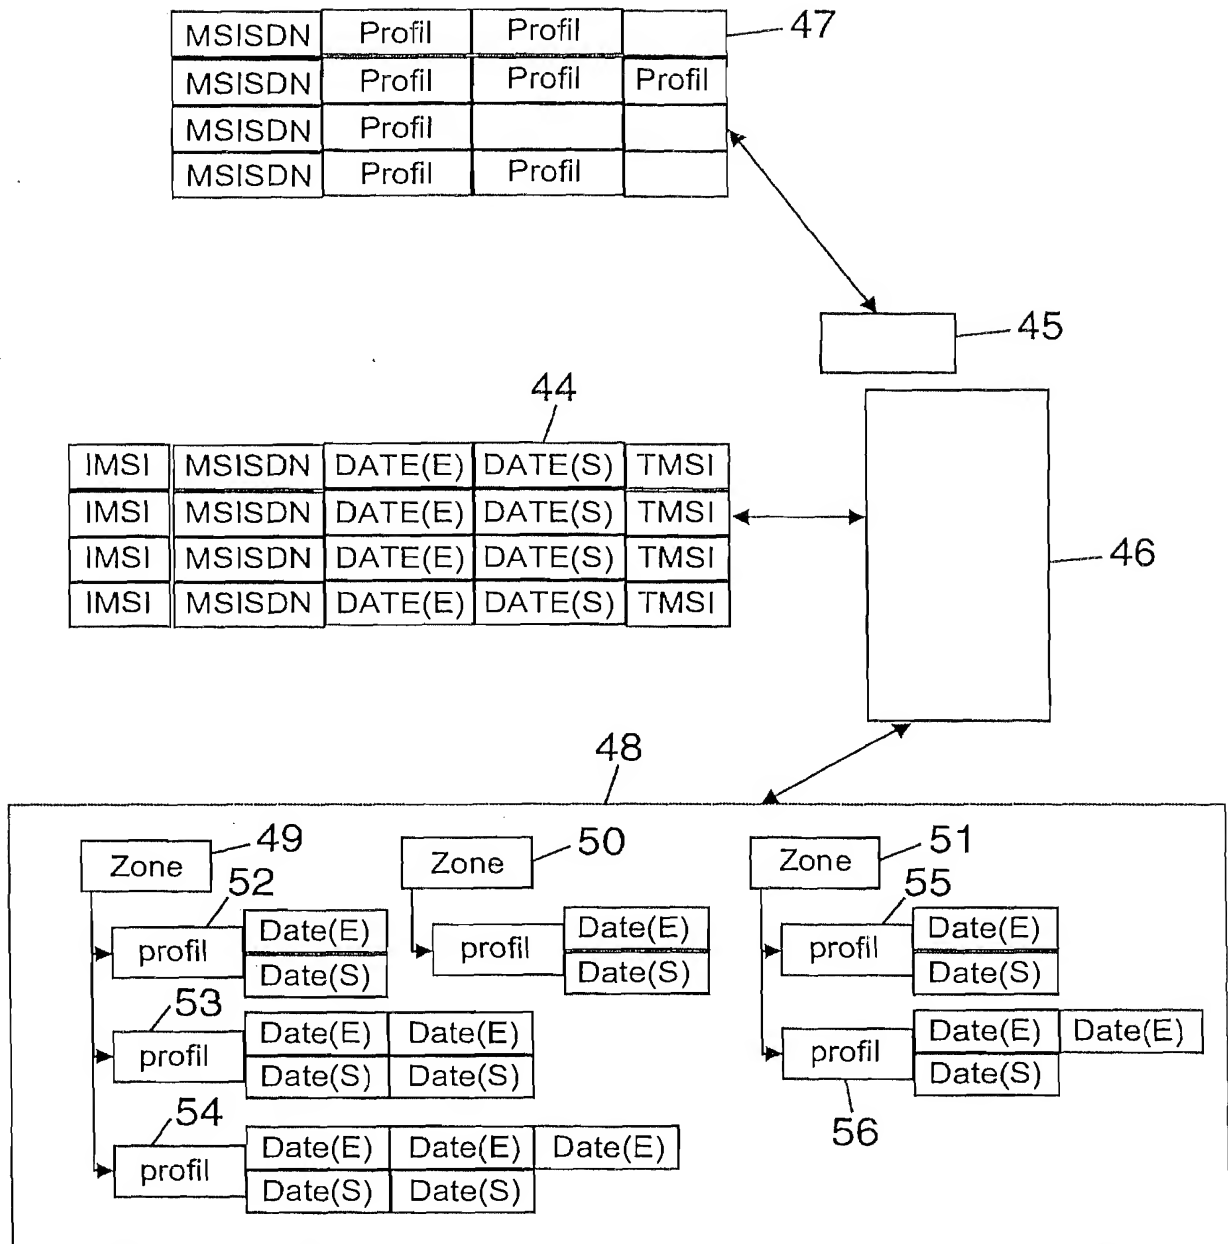 MSISDN Profil Profil 47
MSISDN Profil Profil Profil
MSISDN Profil
MSISDN Profil Profil
45
44
IMSI MSISDN DATE(E) DATE(S) TMSI
IMSI MSISDN DATE(E) DATE(S) TMSI
IMSI MSISDN DATE(E) DATE(S) TMSI
IMSI MSISDN DATE(E) DATE(S) TMSI
46
48
Zone 49
52
profil Date(E)
Date(S)
53
profil Date(E) Date(E)
Date(S) Date(S)
54
profil Date(E) Date(E) Date(E)
Date(S) Date(S)
Zone 50
profil Date(E)
Date(S)
Zone 51
55
profil Date(E)
Date(S)
profil Date(E) Date(E)
Date(S)
56